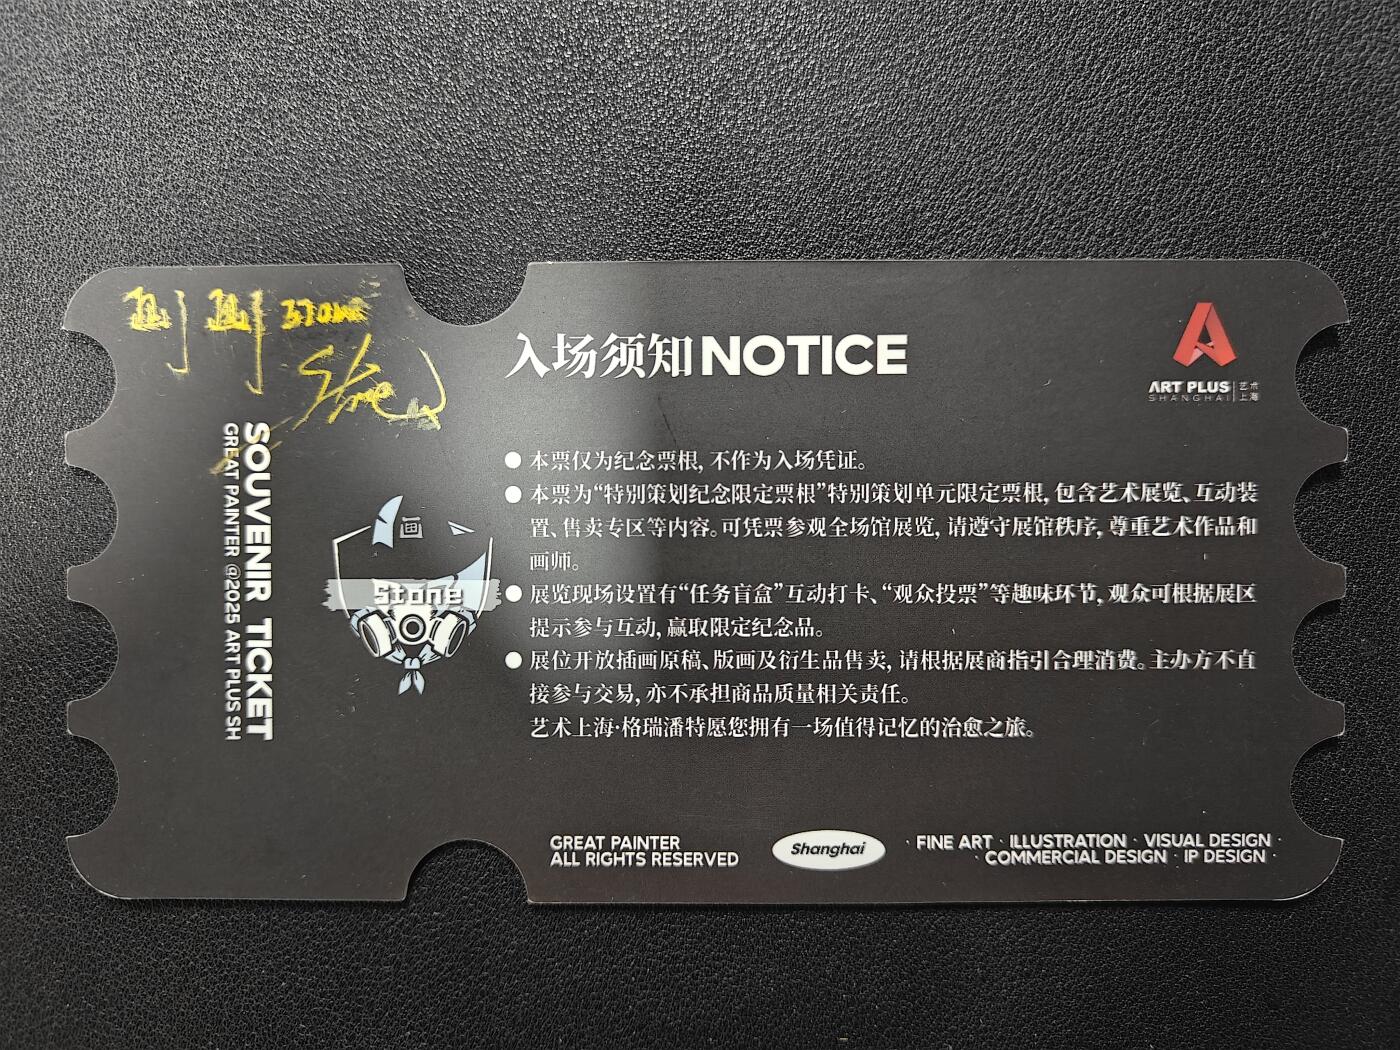 入场须知 NOTICE
ART PLUS 艺术
SHANGHAI 上海
本票仅为纪念票根, 不作为入场凭证。
本票为“特别策划纪念限定票根”特别策划单元限定票根, 包含艺术展览、互动装
置、售卖专区等内容。可凭票参观全场馆展览, 请遵守展馆秩序, 尊重艺术作品和
画师。
展览现场设置有“任务盲盒”互动打卡、“观众投票”等趣味环节, 观众可根据展区
提示参与互动, 赢取限定纪念品。
展位开放插画原稿、版画及衍生品售卖, 请根据展商指引合理消费。主办方不直
接参与交易, 亦不承担商品质量相关责任。
艺术上海·格瑞潘特愿您拥有一场值得记忆的治愈之旅。
SOUVENIR TICKET
GREAT PAINTER @2025 ART PLUS SH
画
Stone
GREAT PAINTER
ALL RIGHTS RESERVED
Shanghai
· FINE ART · ILLUSTRATION · VISUAL DESIGN ·
· COMMERCIAL DESIGN · IP DESIGN ·